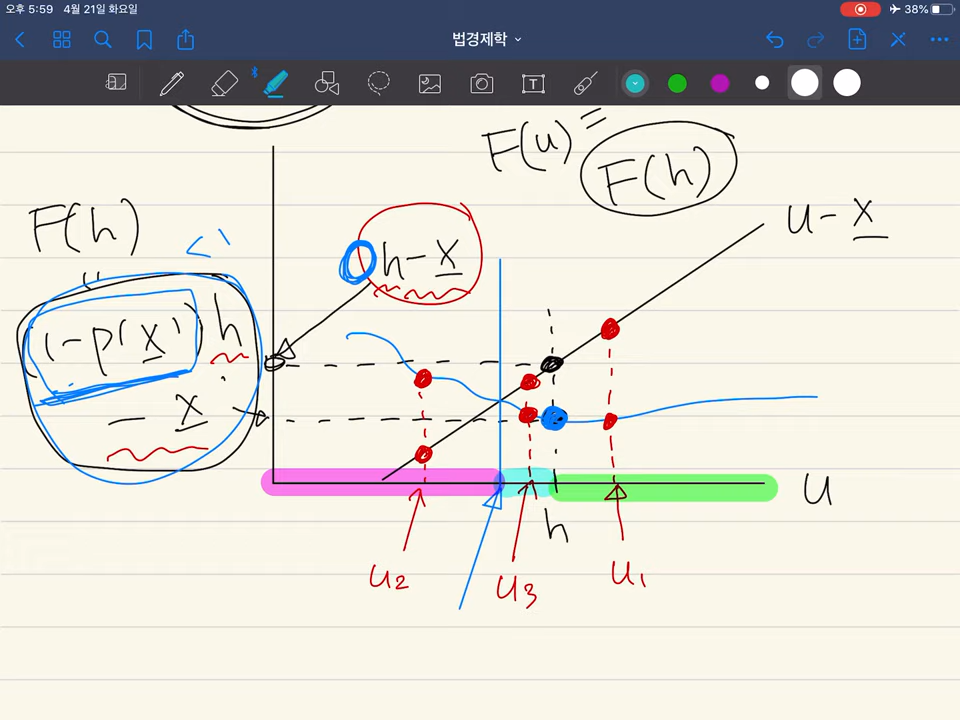 오후 5:59 4월 21일 화요일
38%
법경제학
T
F(u) =
F(h)
F(h)
u - x
h - x
(1-p(x)) h
- x
u
h
u₂
u₃
u₁